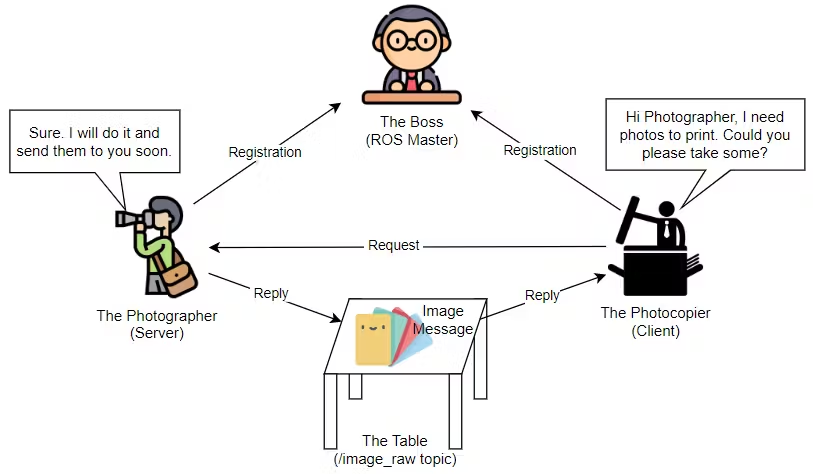 The Boss
(ROS Master)
Sure. I will do it and
send them to you soon.
Hi Photographer, I need
photos to print. Could you
please take some?
Registration
Registration
Request
The Photographer
(Server)
Reply
Image
Message
Reply
The Photocopier
(Client)
The Table
(/image_raw topic)